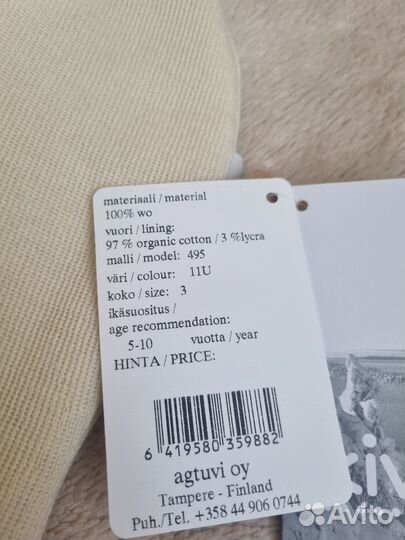 materiaali / material
100% wo
vuori / lining:
97 % organic cotton / 3 %lycra
malli / model: 495
väri / colour: 11U
koko / size: 3
ikäsuositus /
age recommendation:
5-10 vuotta / year
HINTA / PRICE:
6 419580 359882
agtuvi oy
Tampere - Finland
Puh./Tel. +358 44 906 0744
kiv
Avito